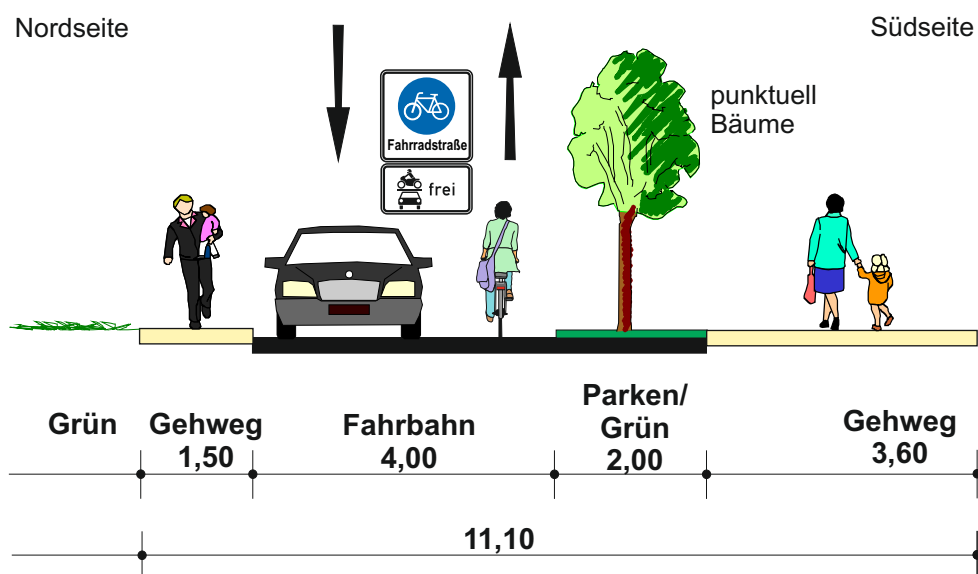 Nordseite
Südseite
Fahrradstraße
frei
punktuell
Bäume
Grün
Gehweg
1,50
Fahrbahn
4,00
Parken/
Grün
2,00
Gehweg
3,60
11,10